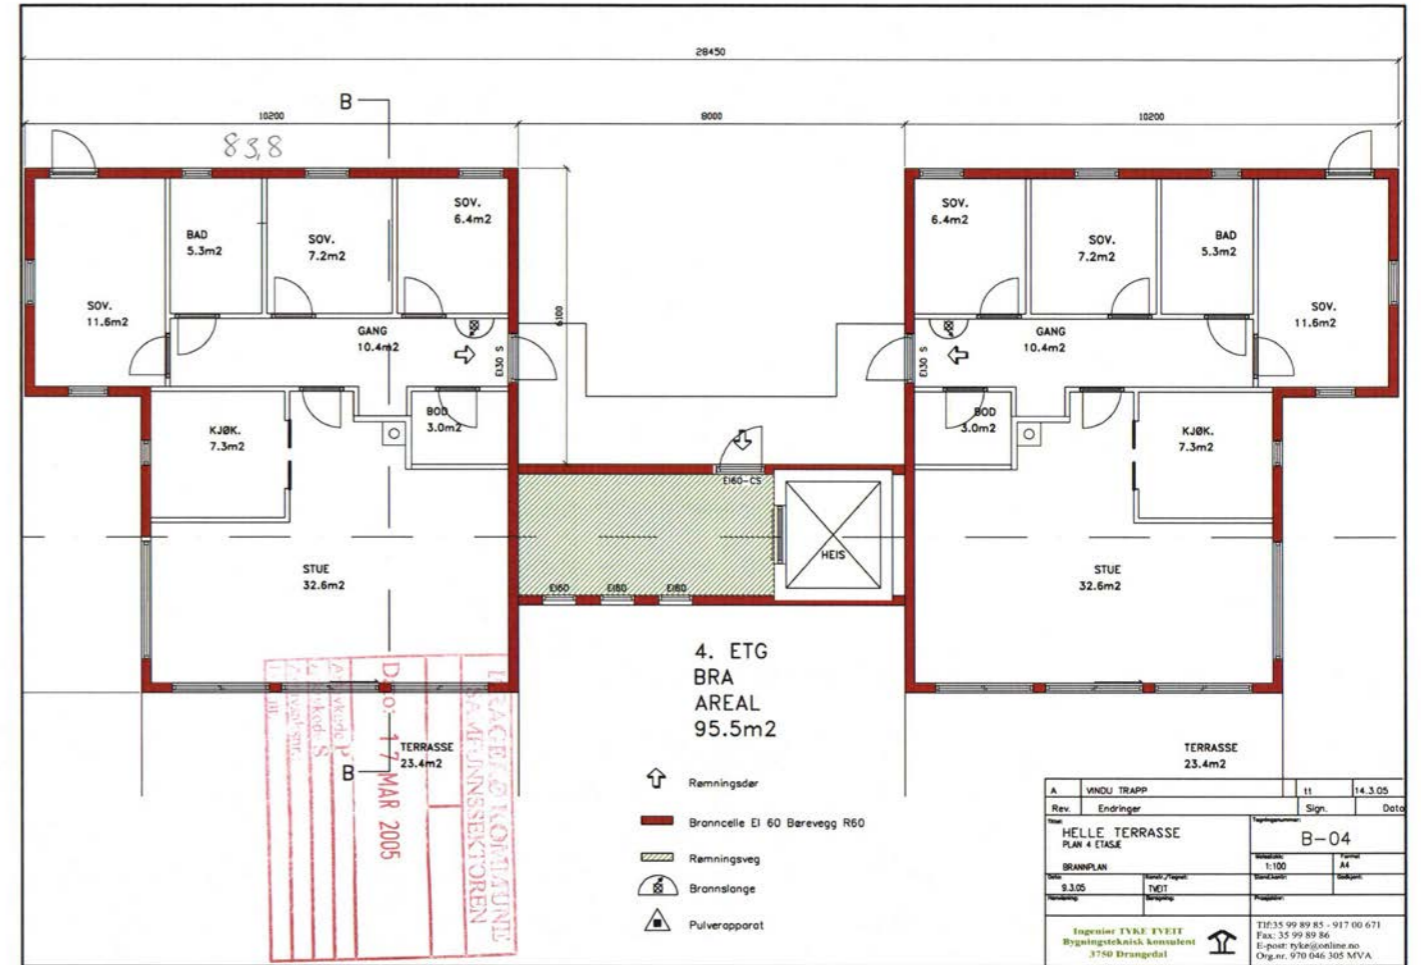 28450
10200
8000
10200
B
83,8
SOV.
6.4m2
BAD
5.3m2
SOV.
7.2m2
SOV.
11.6m2
GANG
10.4m2
EI30 S
BOD
3.0m2
KJØK.
7.3m2
STUE
32.6m2
TERRASSE
23.4m2
B
6100
EI60-CS
HEIS
EI60
EI60
EI60
SOV.
6.4m2
SOV.
7.2m2
BAD
5.3m2
SOV.
11.6m2
GANG
10.4m2
EI30 S
BOD
3.0m2
KJØK.
7.3m2
STUE
32.6m2
TERRASSE
23.4m2
4. ETG
BRA
AREAL
95.5m2
Rømningsdør
Branncelle EI 60 Bærevegg R60
Rømningsveg
Brannslange
Pulverapparat
KOMMUNE
SAMFUNNSSEKTOREN
17 MAR 2005
A VINDU TRAPP 14.3.05
Rev. Endringer Sign. Dato
HELLE TERRASSE
PLAN 4 ETASJE
BRANNPLAN
Tegningsnummer:
B-04
1:100
Format
A4
Dato
9.3.05
TVEIT
Ingeniør TYKE TVEIT
Bygningsteknisk konsulent
3750 Drangedal
Tlf:35 99 89 85 - 917 00 671
Fax: 35 99 89 86
E-post: tyke@online.no
Org.nr. 970 046 305 MVA